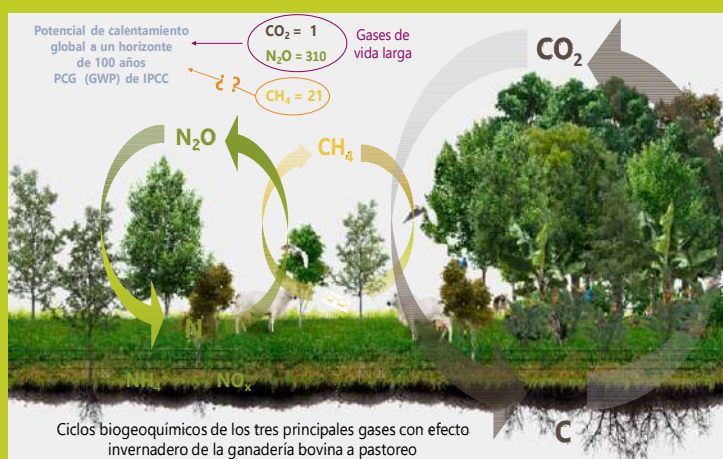 Potencial de calentamiento
global a un horizonte
de 100 años
PCG (GWP) de IPCC
CO₂ = 1
N₂O = 310
Gases de
vida larga
¿ ?
CH₄ = 21
CO₂
N₂O
CH₄
N
NH₄
NOₓ
C
Ciclos biogeoquímicos de los tres principales gases con efecto
invernadero de la ganadería bovina a pastoreo